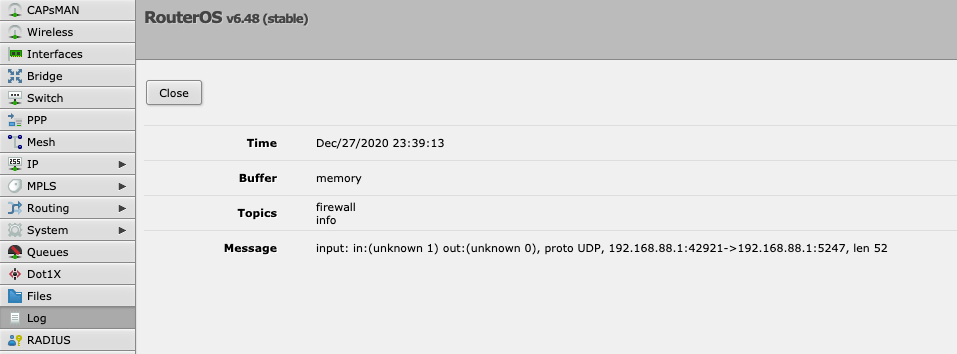 CAPsMAN
Wireless
Interfaces
Bridge
Switch
PPP
Mesh
IP
MPLS
Routing
System
Queues
Dot1X
Files
Log
RADIUS
RouterOS v6.48 (stable)
Close
Time Dec/27/2020 23:39:13
Buffer memory
Topics firewall
info
Message input: in:(unknown 1) out:(unknown 0), proto UDP, 192.168.88.1:42921->192.168.88.1:5247, len 52